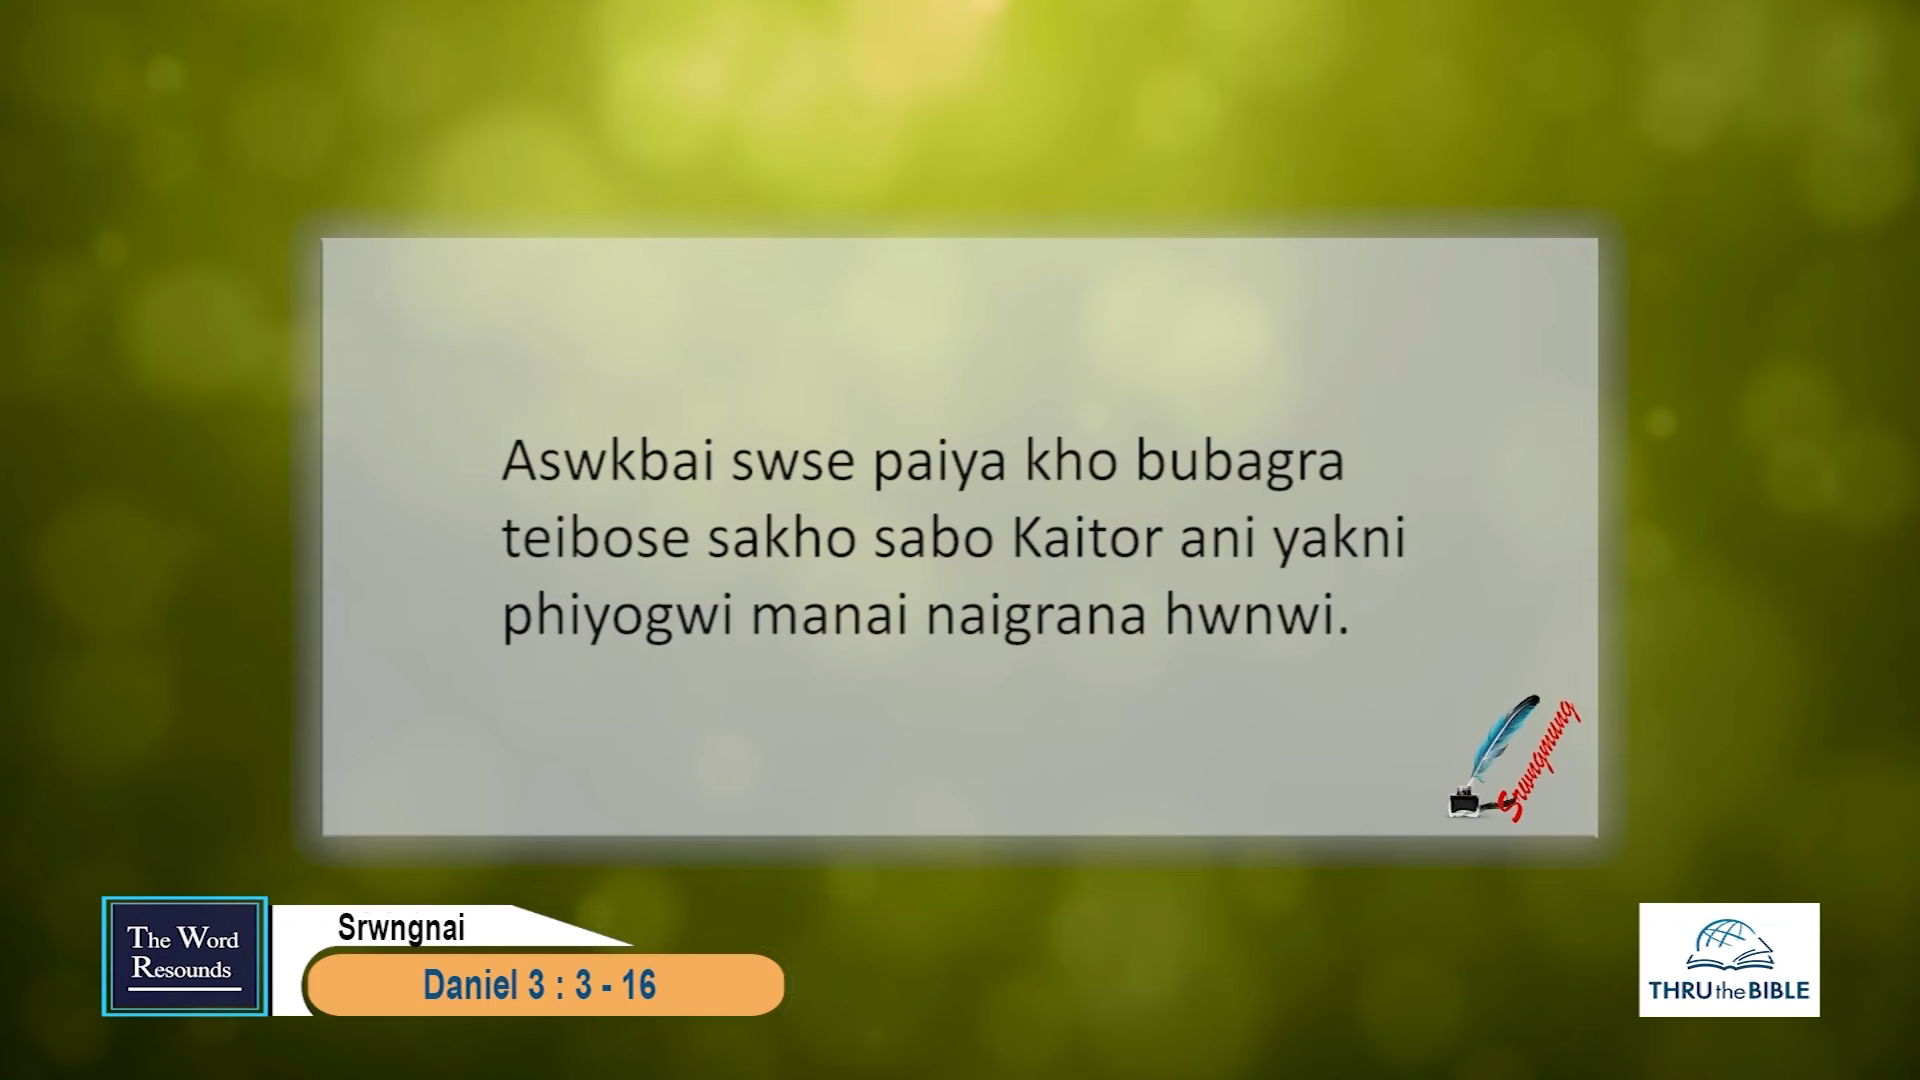 Aswkbai swse paiya kho bubagra
teibose sakho sabo Kaitor ani yakni
phiyogwi manai naigrana hwnwi.
Srwngmung
The Word
Resounds
Srwngnai
Daniel 3 : 3 - 16
THRU the BIBLE